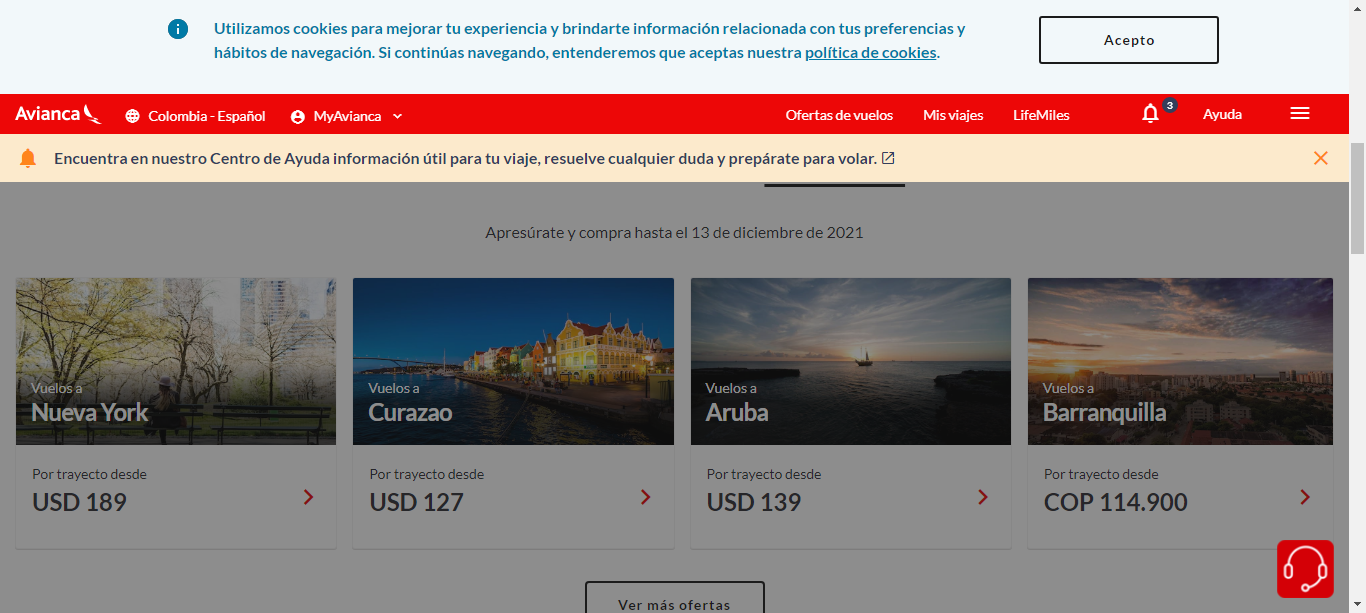 Utilizamos cookies para mejorar tu experiencia y brindarte información relacionada con tus preferencias y
hábitos de navegación. Si continúas navegando, entenderemos que aceptas nuestra política de cookies.
Acepto
Avianca
Colombia - Español
MyAvianca
Ofertas de vuelos
Mis viajes
LifeMiles
3
Ayuda
Encuentra en nuestro Centro de Ayuda información útil para tu viaje, resuelve cualquier duda y prepárate para volar.
Apresúrate y compra hasta el 13 de diciembre de 2021
Vuelos a
Nueva York
Por trayecto desde
USD 189
Vuelos a
Curazao
Por trayecto desde
USD 127
Vuelos a
Aruba
Por trayecto desde
USD 139
Vuelos a
Barranquilla
Por trayecto desde
COP 114.900
Ver más ofertas